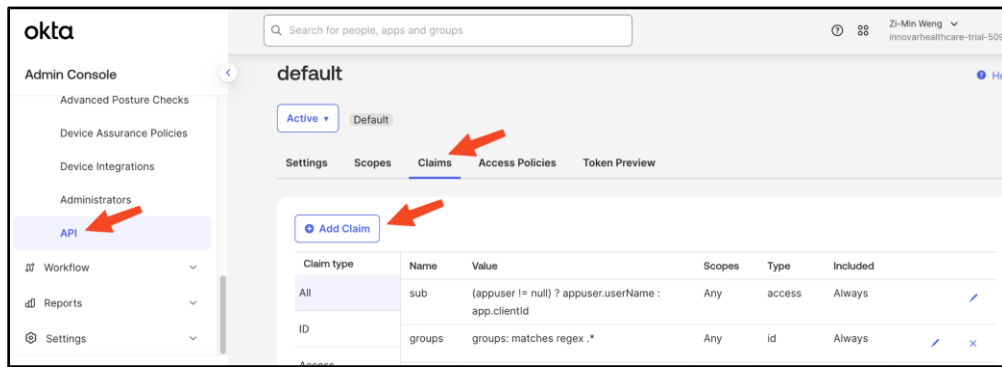 okta
Search for people, apps and groups
Zi-Min Weng
innovarhealthcare-trial-509
Admin Console
Advanced Posture Checks
Device Assurance Policies
Device Integrations
Administrators
API
Workflow
Reports
Settings
default
Active
Default
Settings Scopes Claims Access Policies Token Preview
Add Claim
Claim type Name Value Scopes Type Included
All
sub (appuser != null) ? appuser.userName : Any access Always
app.clientId
ID
groups groups: matches regex .* Any id Always
Access